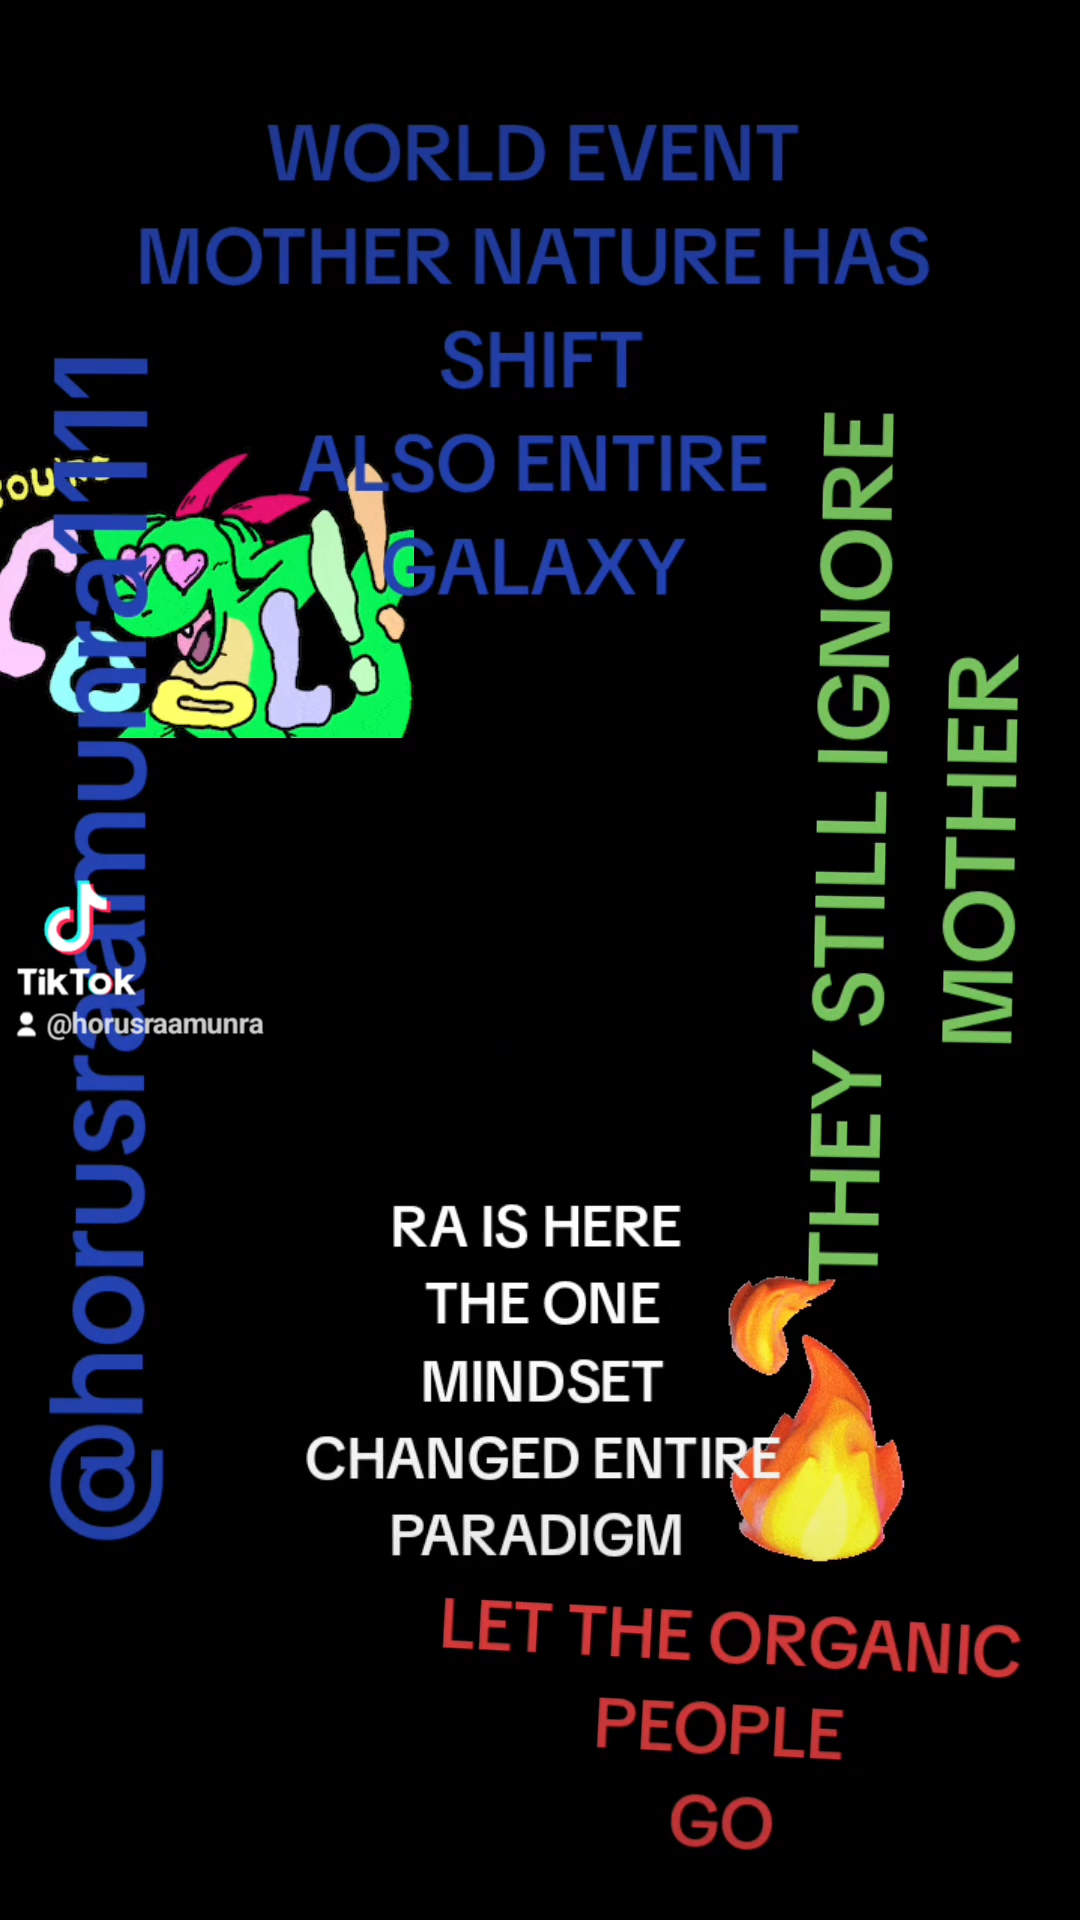 WORLD EVENT
MOTHER NATURE HAS
SHIFT
ALSO ENTIRE
GALAXY
@horusraamunra1111
COOL!
TikTok
@horusraamunra
THEY STILL IGNORE
MOTHER
RA IS HERE
THE ONE
MINDSET
CHANGED ENTIRE
PARADIGM
LET THE ORGANIC
PEOPLE
GO